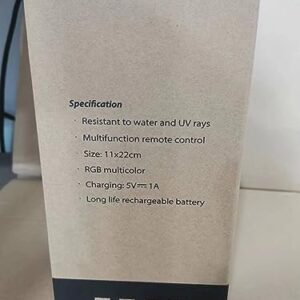 Specification
· Resistant to water and UV rays
· Multifunction remote control
· Size: 11x22cm
· RGB multicolor
· Charging: 5V⎓1A
· Long life rechargeable battery